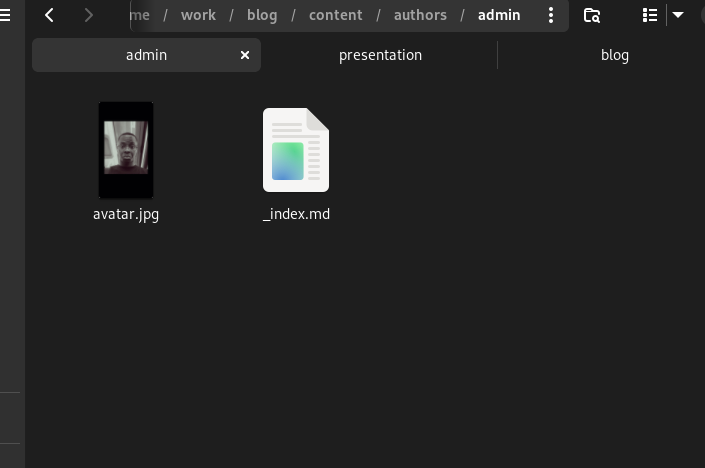 me / work / blog / content / authors / admin
admin presentation blog
avatar.jpg _index.md